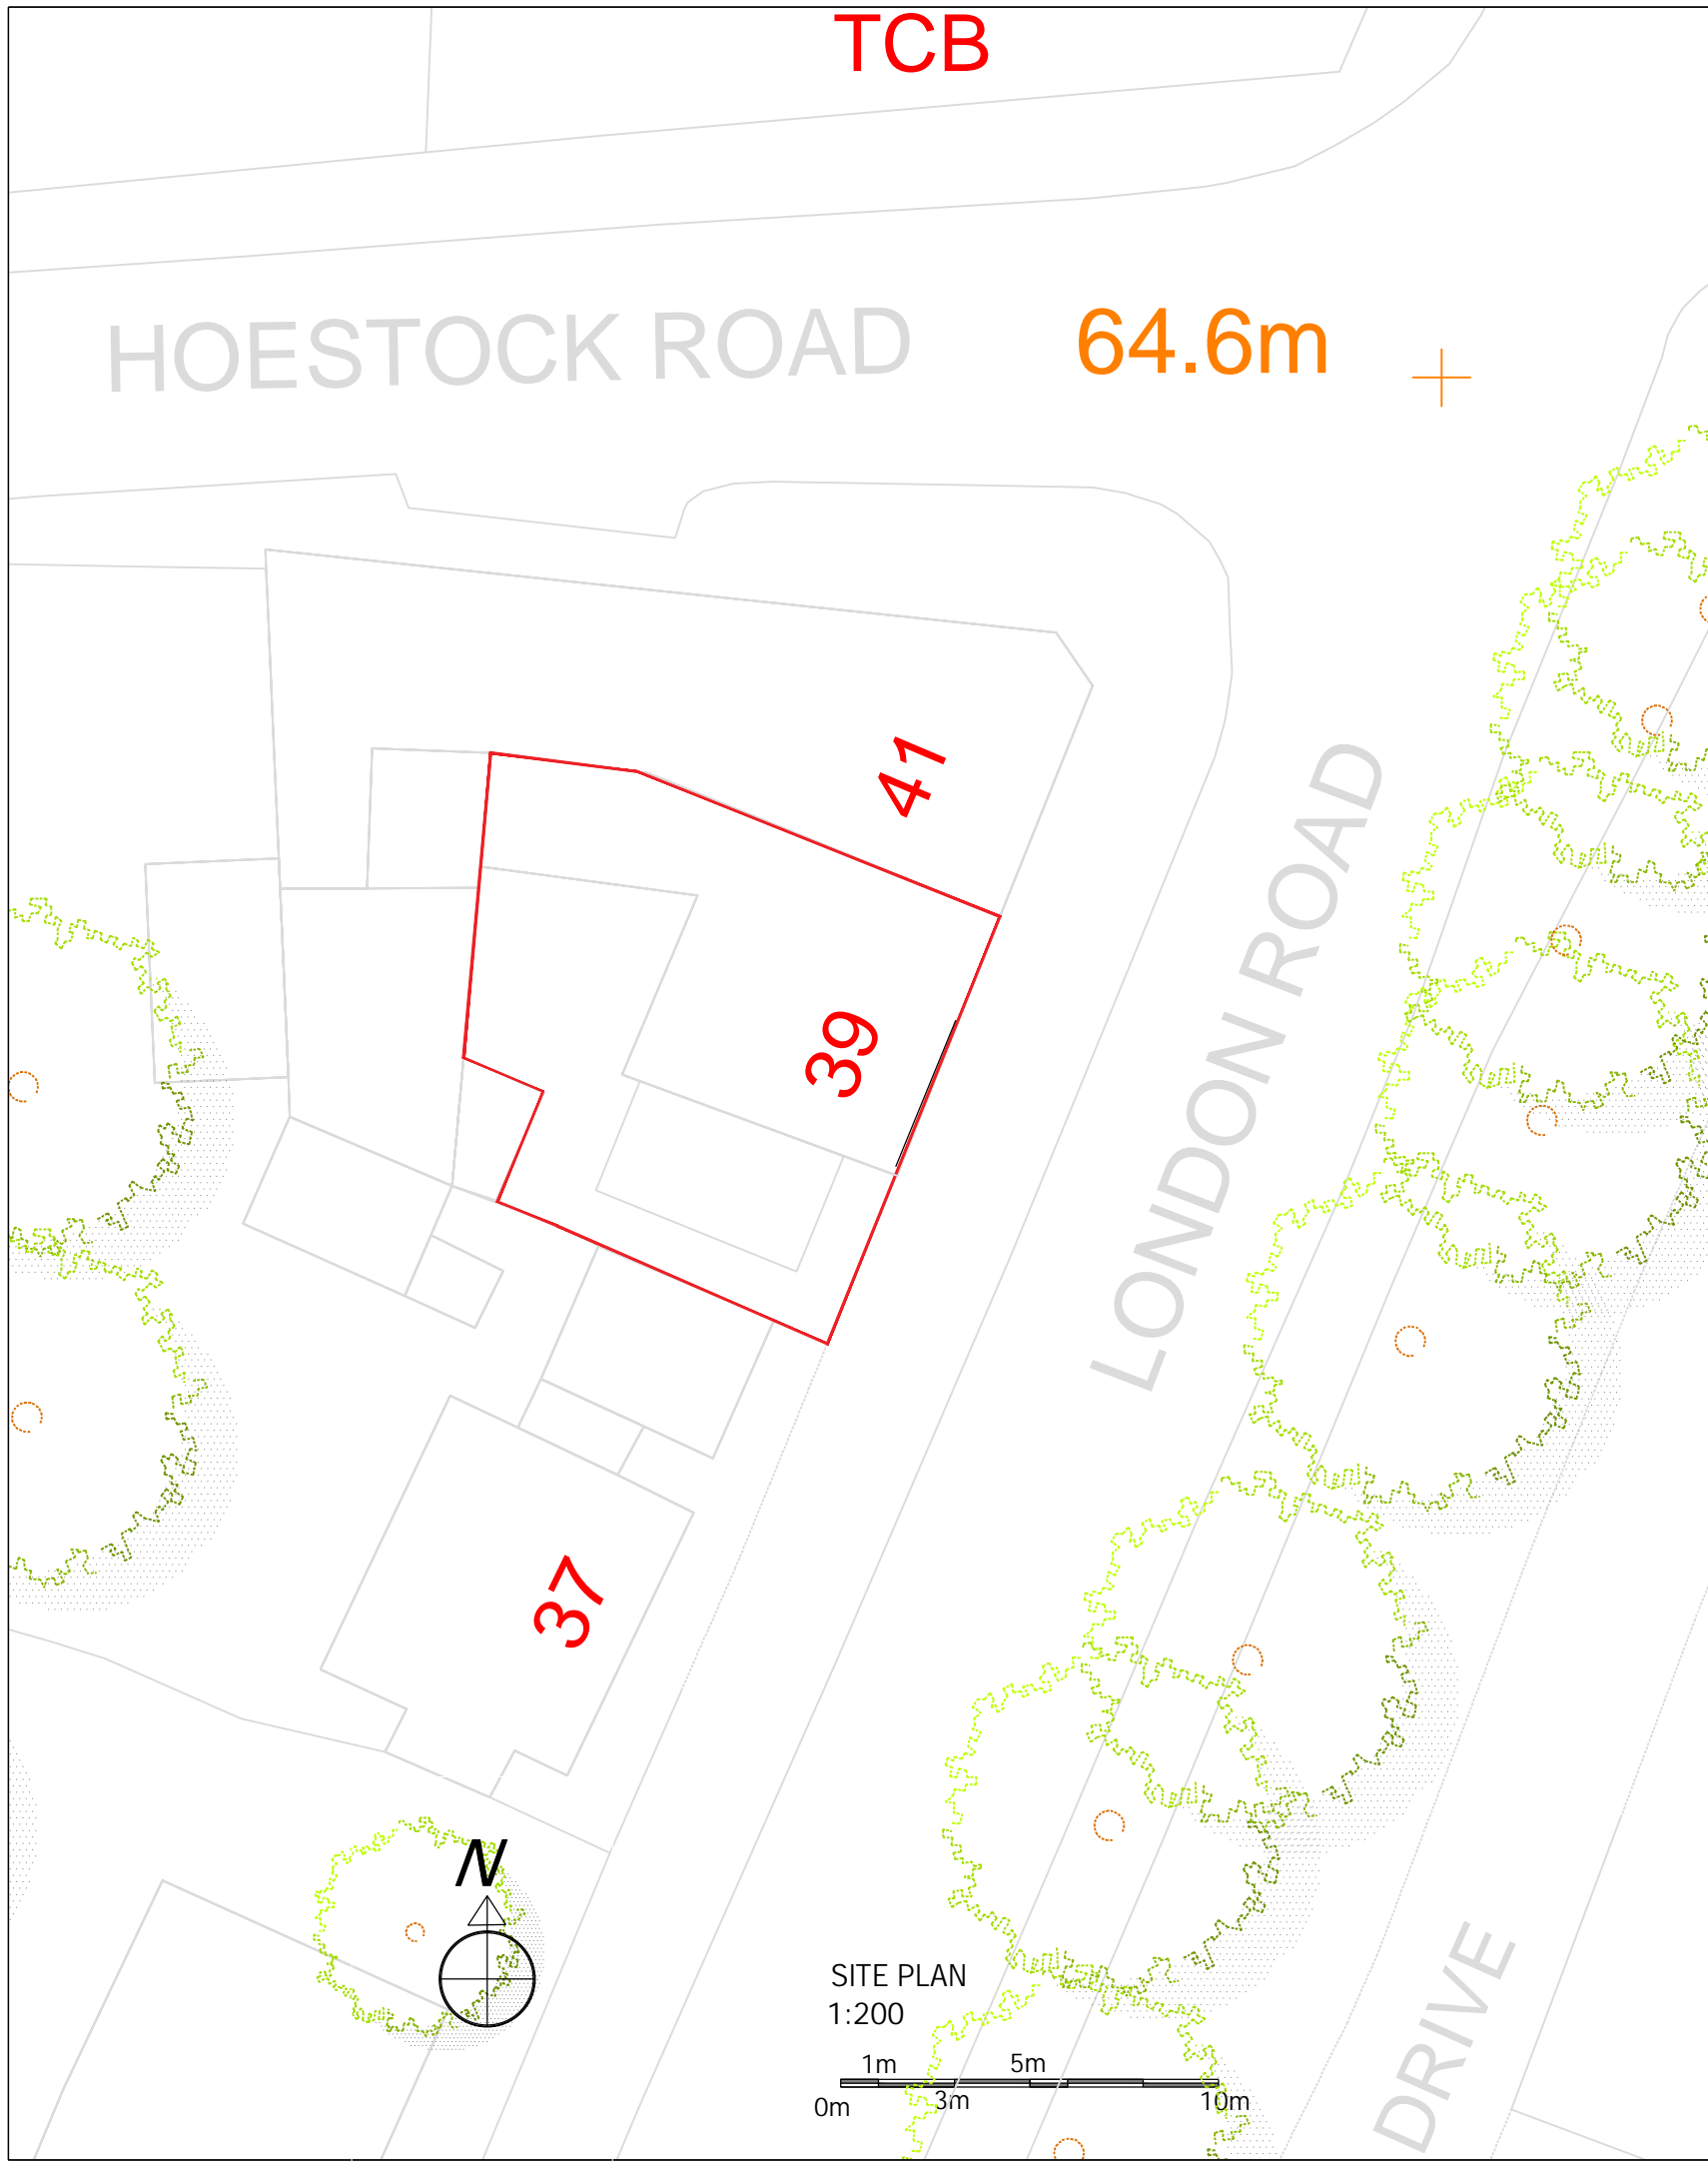 TCB
HOESTOCK ROAD
64.6m
41
39
LONDON ROAD
37
N
SITE PLAN
1:200
1m
5m
0m
3m
10m
DRIVE